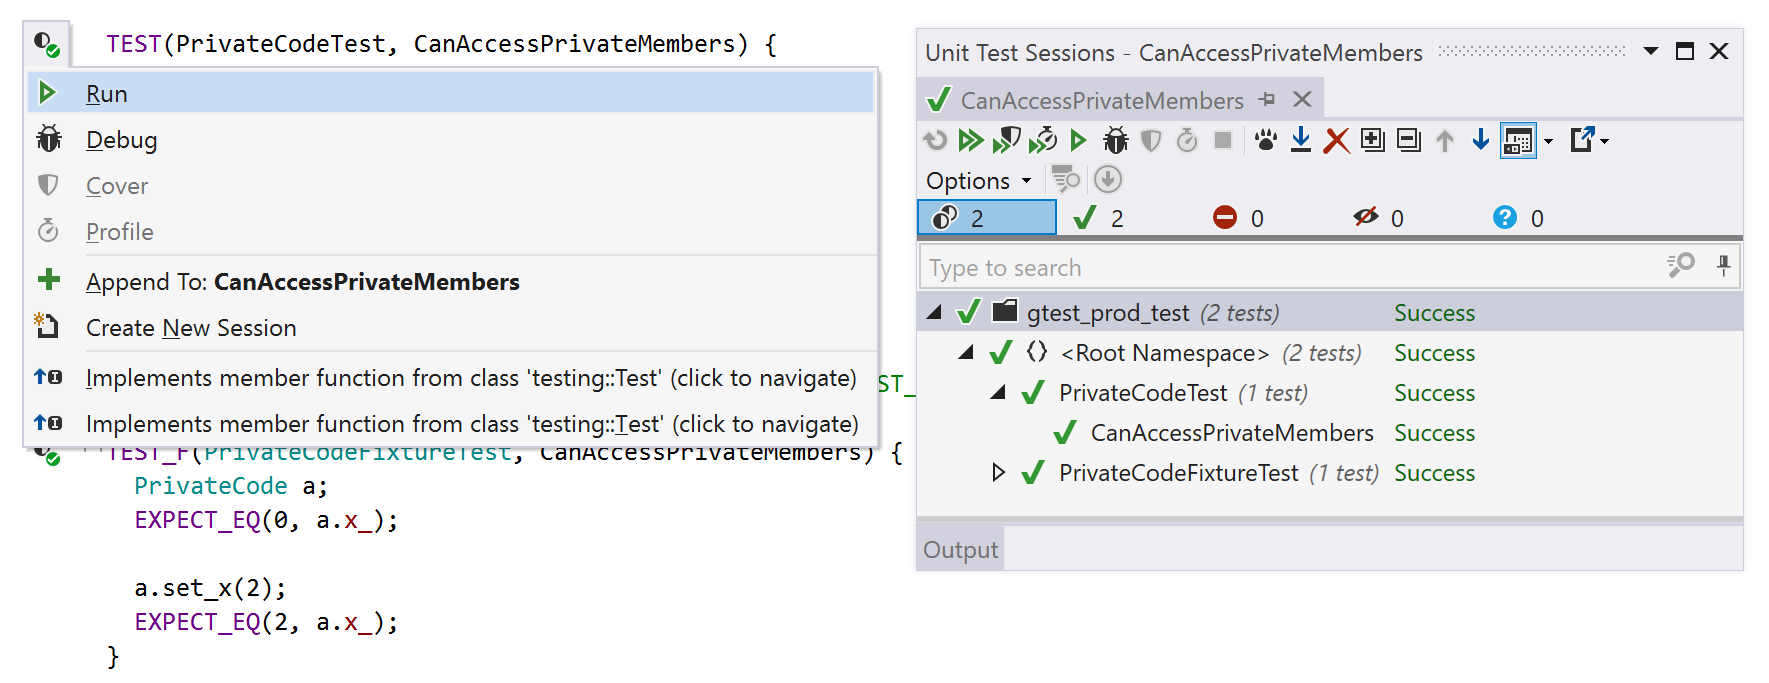 TEST(PrivateCodeTest, CanAccessPrivateMembers) {
Run
Debug
Cover
Profile
Append To: CanAccessPrivateMembers
Create New Session
Implements member function from class 'testing::Test' (click to navigate)
ST_
Implements member function from class 'testing::Test' (click to navigate)
TEST_F(PrivateCodeFixtureTest, CanAccessPrivateMembers) {
PrivateCode a;
EXPECT_EQ(0, a.x_);
a.set_x(2);
EXPECT_EQ(2, a.x_);
}
Unit Test Sessions - CanAccessPrivateMembers
CanAccessPrivateMembers
Options
2 2 0 0 0
Type to search
gtest_prod_test (2 tests) Success
<Root Namespace> (2 tests) Success
PrivateCodeTest (1 test) Success
CanAccessPrivateMembers Success
PrivateCodeFixtureTest (1 test) Success
Output